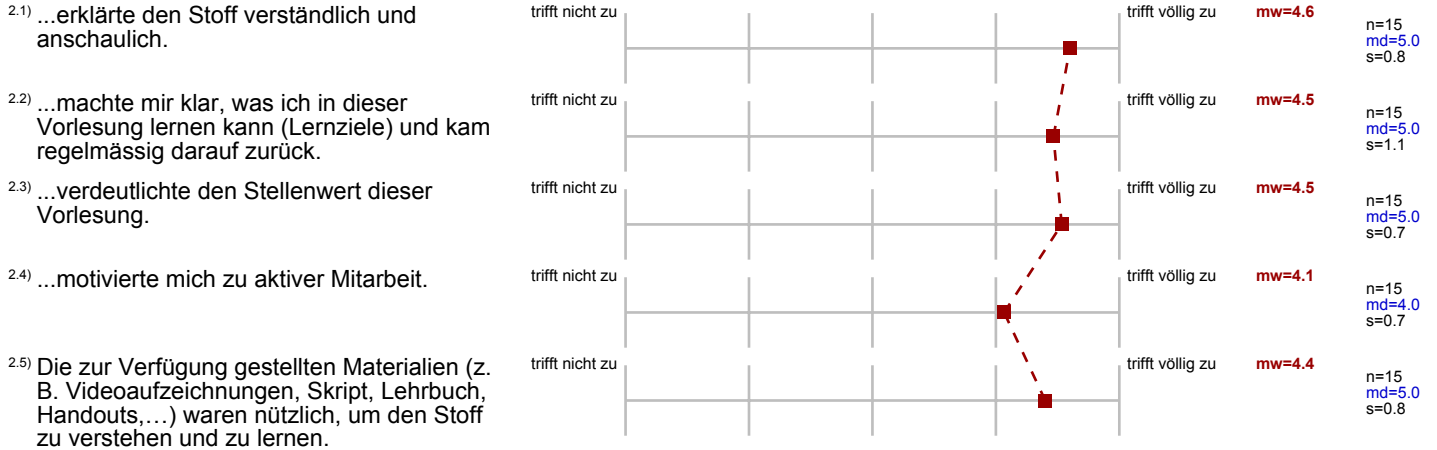 2.1) ...erklärte den Stoff verständlich und
anschaulich.
trifft nicht zu
trifft völlig zu
mw=4.6
n=15
md=5.0
s=0.8
2.2) ...machte mir klar, was ich in dieser
Vorlesung lernen kann (Lernziele) und kam
regelmässig darauf zurück.
trifft nicht zu
trifft völlig zu
mw=4.5
n=15
md=5.0
s=1.1
2.3) ...verdeutlichte den Stellenwert dieser
Vorlesung.
trifft nicht zu
trifft völlig zu
mw=4.5
n=15
md=5.0
s=0.7
2.4) ...motivierte mich zu aktiver Mitarbeit.
trifft nicht zu
trifft völlig zu
mw=4.1
n=15
md=4.0
s=0.7
2.5) Die zur Verfügung gestellten Materialien (z.
B. Videoaufzeichnungen, Skript, Lehrbuch,
Handouts,…) waren nützlich, um den Stoff
zu verstehen und zu lernen.
trifft nicht zu
trifft völlig zu
mw=4.4
n=15
md=5.0
s=0.8